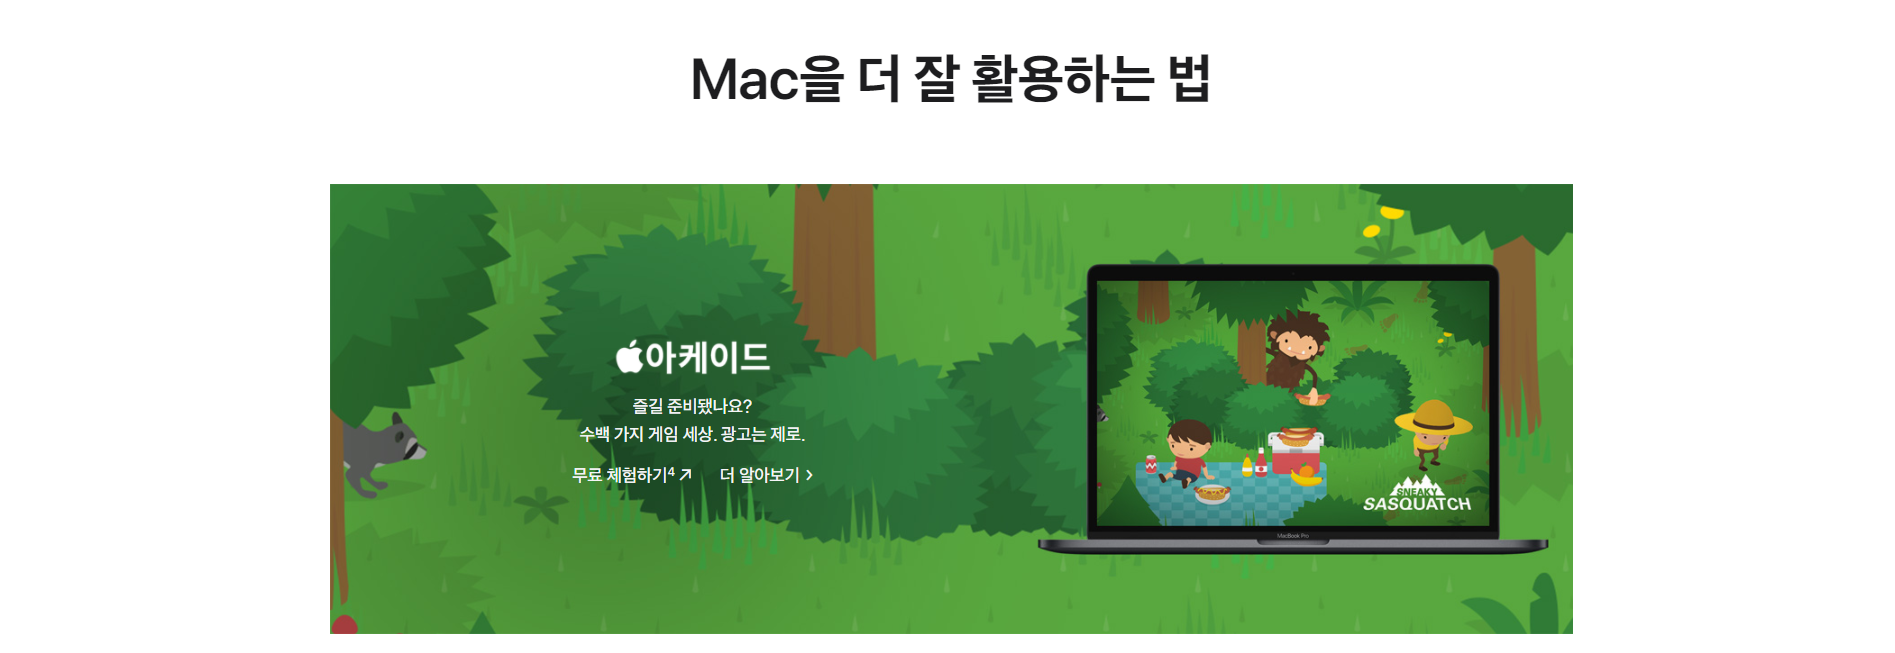 Mac을 더 잘 활용하는 법
아케이드
즐길 준비됐나요?
수백 가지 게임 세상. 광고는 제로.
무료 체험하기⁴ ↗ 더 알아보기 >
SNEAKY
SASQUATCH
MacBook Pro